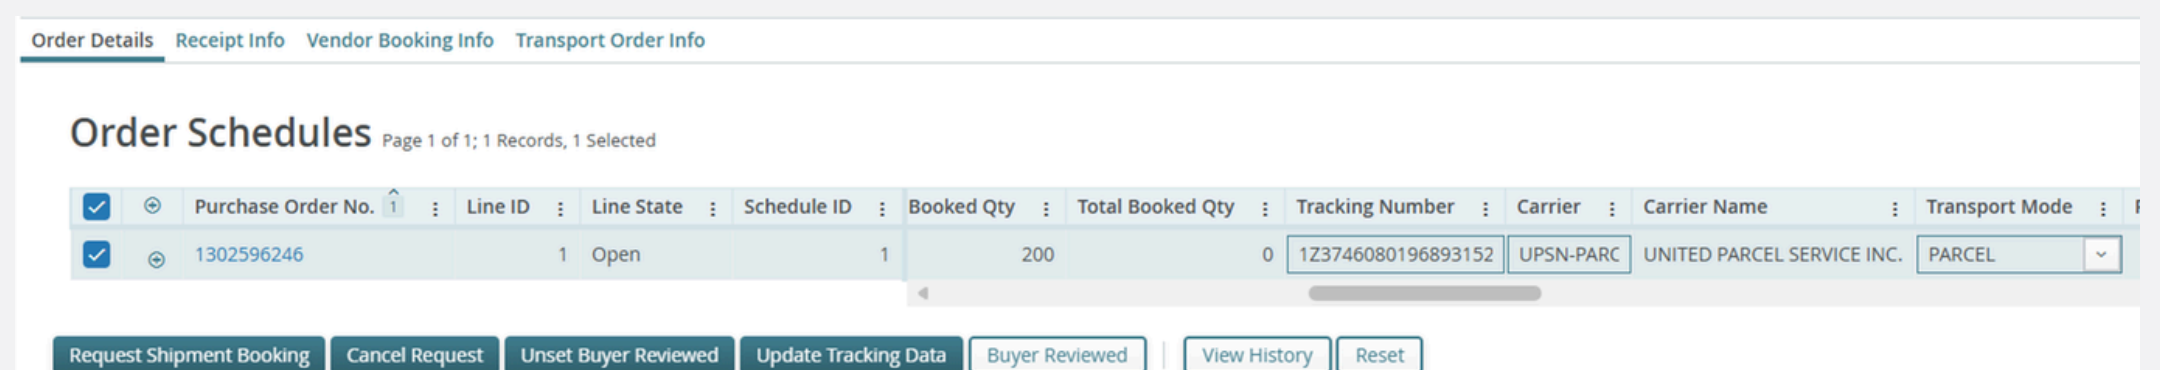 Order Details Receipt Info Vendor Booking Info Transport Order Info
Order Schedules Page 1 of 1; 1 Records, 1 Selected
Purchase Order No. 1 Line ID Line State Schedule ID Booked Qty Total Booked Qty Tracking Number Carrier Carrier Name Transport Mode
1302596246 1 Open 1 200 0 1Z3746080196893152 UPSN-PARC UNITED PARCEL SERVICE INC. PARCEL
Request Shipment Booking Cancel Request Unset Buyer Reviewed Update Tracking Data Buyer Reviewed View History Reset